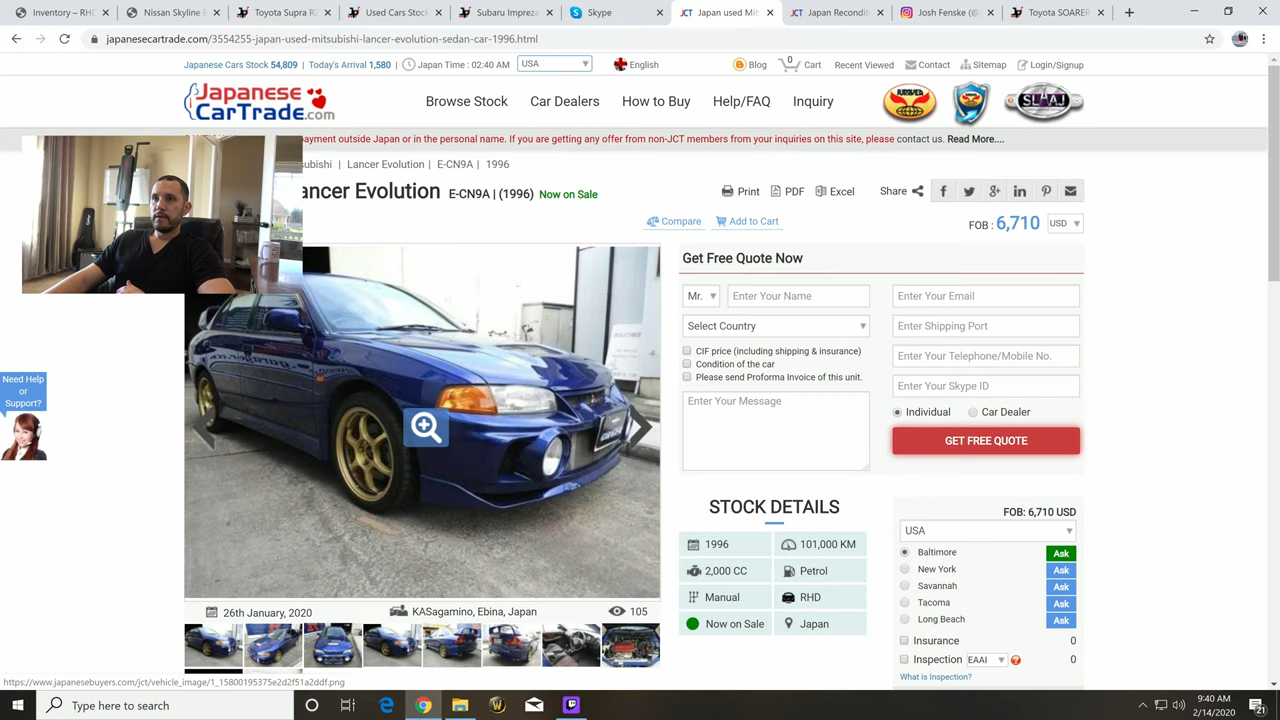 Inventory – RHD
Nissan Skyline B
Toyota Supra R
Used Cars Stock
Subaru Impreza
Skype
Japan used Mit
Japan Recondit
Josh Fenske (@
Toyota SOARER
japanesecartrade.com/3554255-japan-used-mitsubishi-lancer-evolution-sedan-car-1996.html
Japanese Cars Stock 54,809 | Today's Arrival 1,580 | Japan Time : 02:40 AM USA English Blog 0 Cart Recent Viewed Contact Sitemap Login/Signup
Japanese CarTrade.com
Browse Stock Car Dealers How to Buy Help/FAQ Inquiry
JUMVEA
payment outside Japan or in the personal name. If you are getting any offer from non-JCT members from your inquiries on this site, please contact us. Read More....
subishi | Lancer Evolution | E-CN9A | 1996
ancer Evolution E-CN9A | (1996) Now on Sale
Print PDF Excel Share
Compare Add to Cart
FOB : 6,710 USD
Get Free Quote Now
Mr. Enter Your Name
Enter Your Email
Select Country
Enter Shipping Port
CIF price (including shipping & insurance)
Condition of the car
Please send Proforma Invoice of this unit.
Enter Your Telephone/Mobile No.
Enter Your Skype ID
Enter Your Message
Individual Car Dealer
GET FREE QUOTE
Need Help
or
Support?
STOCK DETAILS
1996 101,000 KM
2,000 CC Petrol
Manual RHD
Now on Sale Japan
FOB: 6,710 USD
USA
Baltimore Ask
New York Ask
Savannah Ask
Tacoma Ask
Long Beach Ask
Insurance 0
Inspection EAAI 0
What is Inspection?
26th January, 2020 KASagamino, Ebina, Japan 105
https://www.japanesebuyers.com/jct/vehicle_image/1_15800195375e2d2f51a2ddf.png
Type here to search
9:40 AM
2/14/2020
21